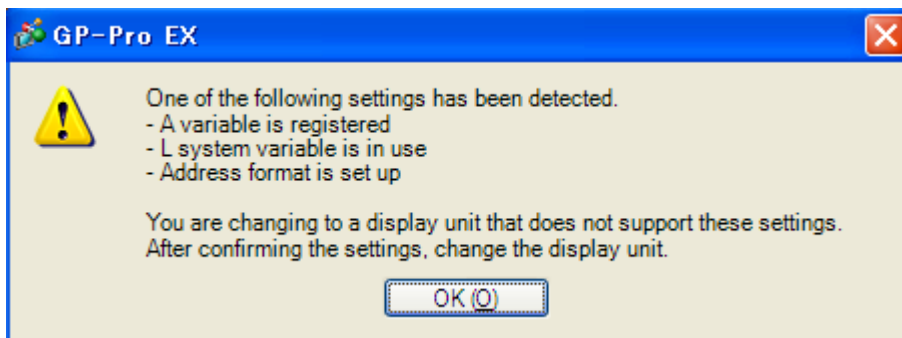 GP-Pro EX
One of the following settings has been detected.
- A variable is registered
- L system variable is in use
- Address format is set up
You are changing to a display unit that does not support these settings.
After confirming the settings, change the display unit.
OK (O)